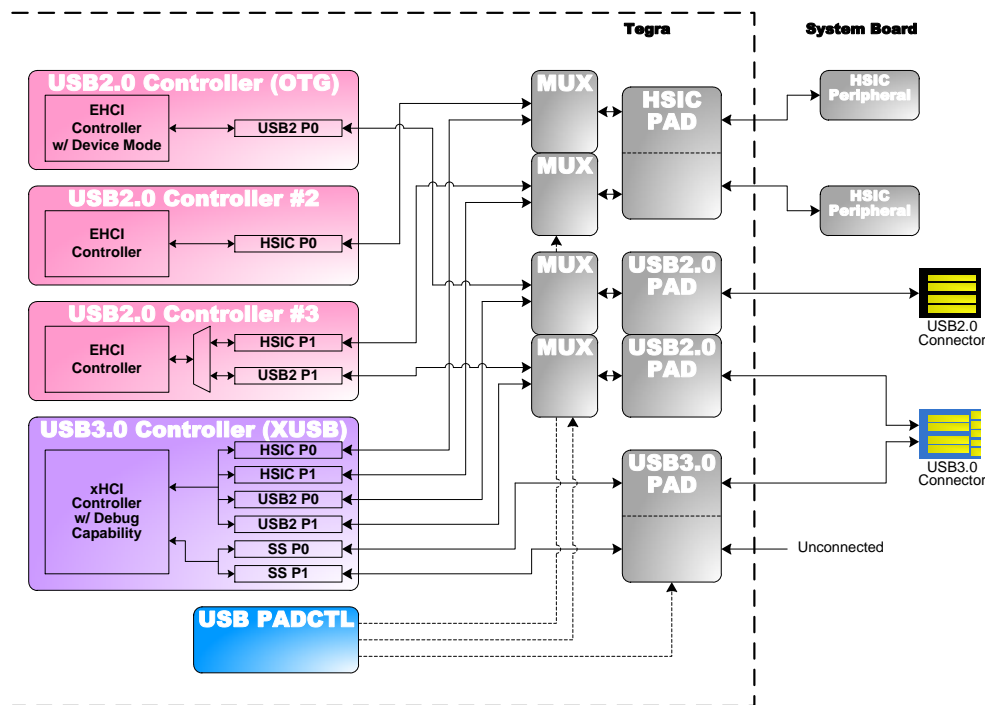 Tegra
System Board
USB2.0 Controller (OTG)
EHCI
Controller
w/ Device Mode
USB2 P0
USB2.0 Controller #2
EHCI
Controller
HSIC P0
USB2.0 Controller #3
EHCI
Controller
HSIC P1
USB2 P1
USB3.0 Controller (XUSB)
xHCI
Controller
w/ Debug
Capability
HSIC P0
HSIC P1
USB2 P0
USB2 P1
SS P0
SS P1
USB PADCTL
MUX
MUX
MUX
MUX
HSIC
PAD
USB2.0
PAD
USB2.0
PAD
USB3.0
PAD
HSIC
Peripheral
HSIC
Peripheral
USB2.0
Connector
USB3.0
Connector
Unconnected